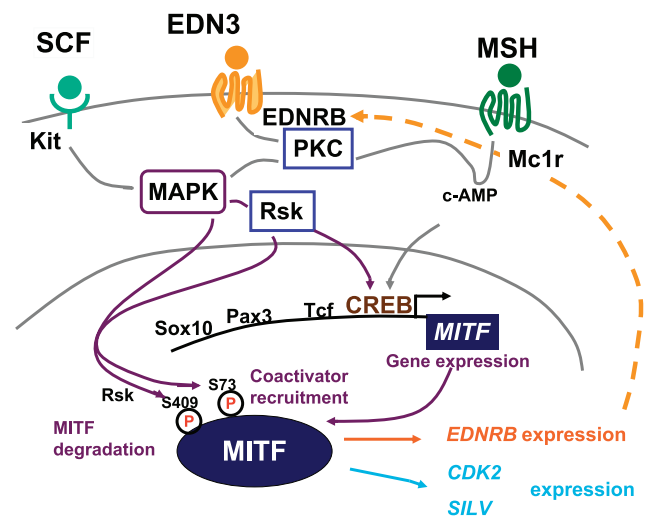 EDN3
SCF
MSH
EDNRB
Kit
PKC
Mc1r
MAPK
Rsk
c-AMP
CREB
Tcf
Pax3
Sox10
MITF
Gene expression
S73
Coactivator
recruitment
Rsk
S409
P
P
MITF
degradation
MITF
EDNRB expression
CDK2
expression
SILV